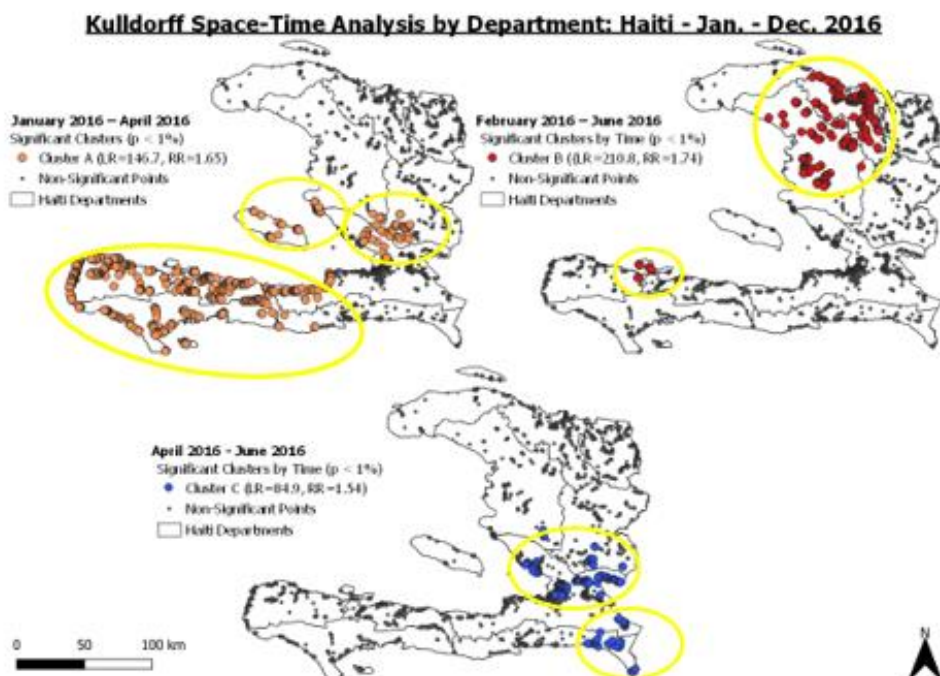 Kulldorff Space-Time Analysis by Department: Haiti - Jan. - Dec. 2016
January 2016 – April 2016
Significant Clusters (p < 1%)
Cluster A (LR=146.7, RR=1.65)
Non-Significant Points
Haiti Departments
February 2016 – June 2016
Significant Clusters by Time (p < 1%)
Cluster B ((LR=210.8, RR=1.74)
Non-Significant Points
Haiti Departments
April 2016 - June 2016
Significant Clusters by Time (p < 1%)
Cluster C (LR=84.9, RR=1.54)
Non-Significant Points
Haiti Departments
0 50 100 km
N